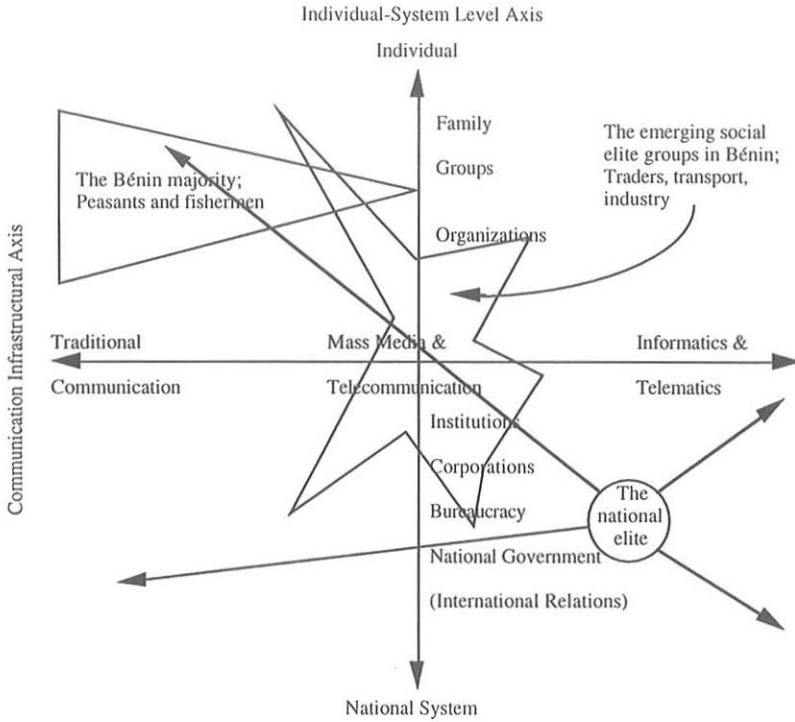 Individual-System Level Axis
Individual
Family
Groups
Organizations
The emerging social
elite groups in Bénin;
Traders, transport,
industry
The Bénin majority;
Peasants and fishermen
Communication Infrastructural Axis
Traditional
Communication
Mass Media &
Telecommunication
Informatics &
Telematics
Institutions
Corporations
Bureaucracy
National Government
(International Relations)
The
national
elite
National System